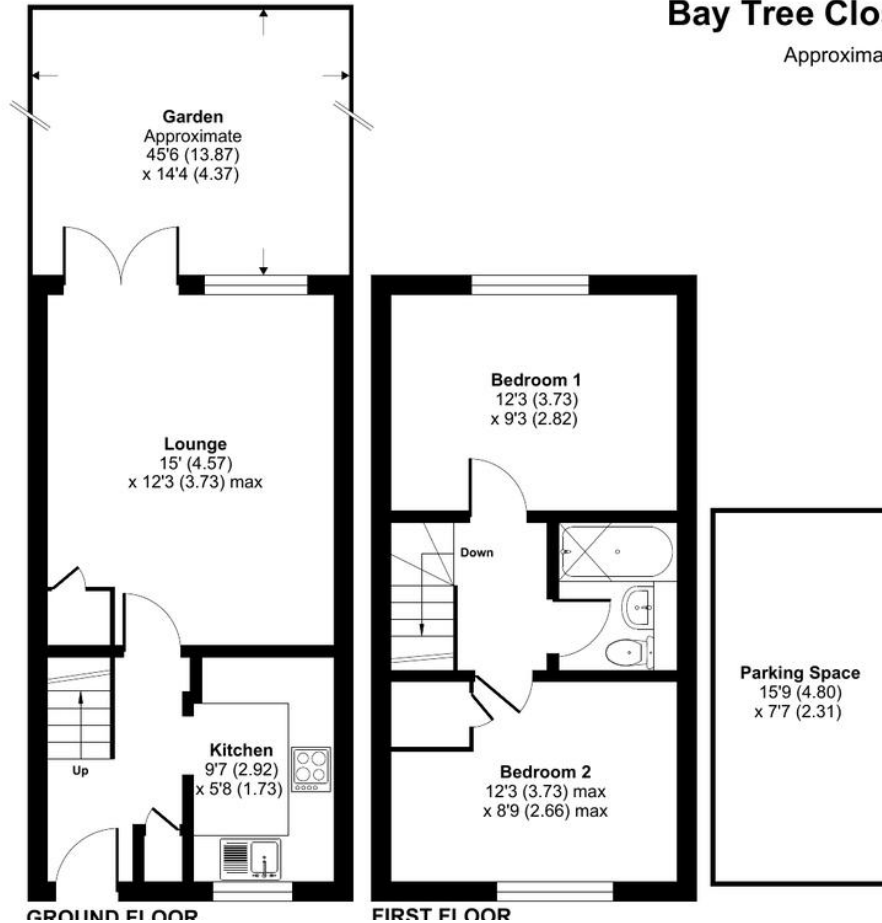 Bay Tree Clo
Approxima
Garden
Approximate
45'6 (13.87)
x 14'4 (4.37)
Lounge
15' (4.57)
x 12'3 (3.73) max
Up
Kitchen
9'7 (2.92)
x 5'8 (1.73)
GROUND FLOOR
Bedroom 1
12'3 (3.73)
x 9'3 (2.82)
Down
Bedroom 2
12'3 (3.73) max
x 8'9 (2.66) max
FIRST FLOOR
Parking Space
15'9 (4.80)
x 7'7 (2.31)